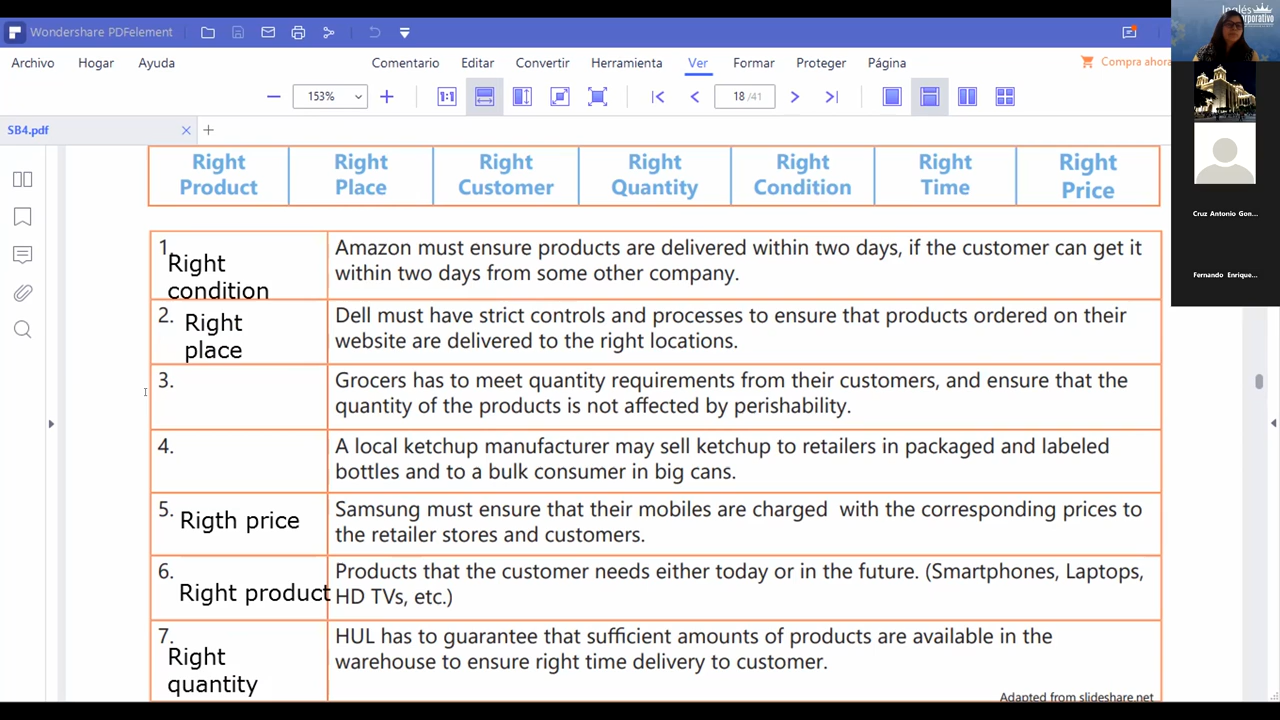 Wondershare PDFelement
Inglés
corporativo
Archivo Hogar Ayuda Comentario Editar Convertir Herramienta Ver Formar Proteger Página Compra ahora
153% 1:1 18 /41
SB4.pdf
Right Product
Right Place
Right Customer
Right Quantity
Right Condition
Right Time
Right Price
1.
Right
condition
Amazon must ensure products are delivered within two days, if the customer can get it
within two days from some other company.
2.
Right
place
Dell must have strict controls and processes to ensure that products ordered on their
website are delivered to the right locations.
3.
Grocers has to meet quantity requirements from their customers, and ensure that the
quantity of the products is not affected by perishability.
4.
A local ketchup manufacturer may sell ketchup to retailers in packaged and labeled
bottles and to a bulk consumer in big cans.
5. Rigth price
Samsung must ensure that their mobiles are charged with the corresponding prices to
the retailer stores and customers.
6.
Right product
Products that the customer needs either today or in the future. (Smartphones, Laptops,
HD TVs, etc.)
7.
Right
quantity
HUL has to guarantee that sufficient amounts of products are available in the
warehouse to ensure right time delivery to customer.
Adapted from slideshare.net
Cruz Antonio Gon...
Fernando Enrique...